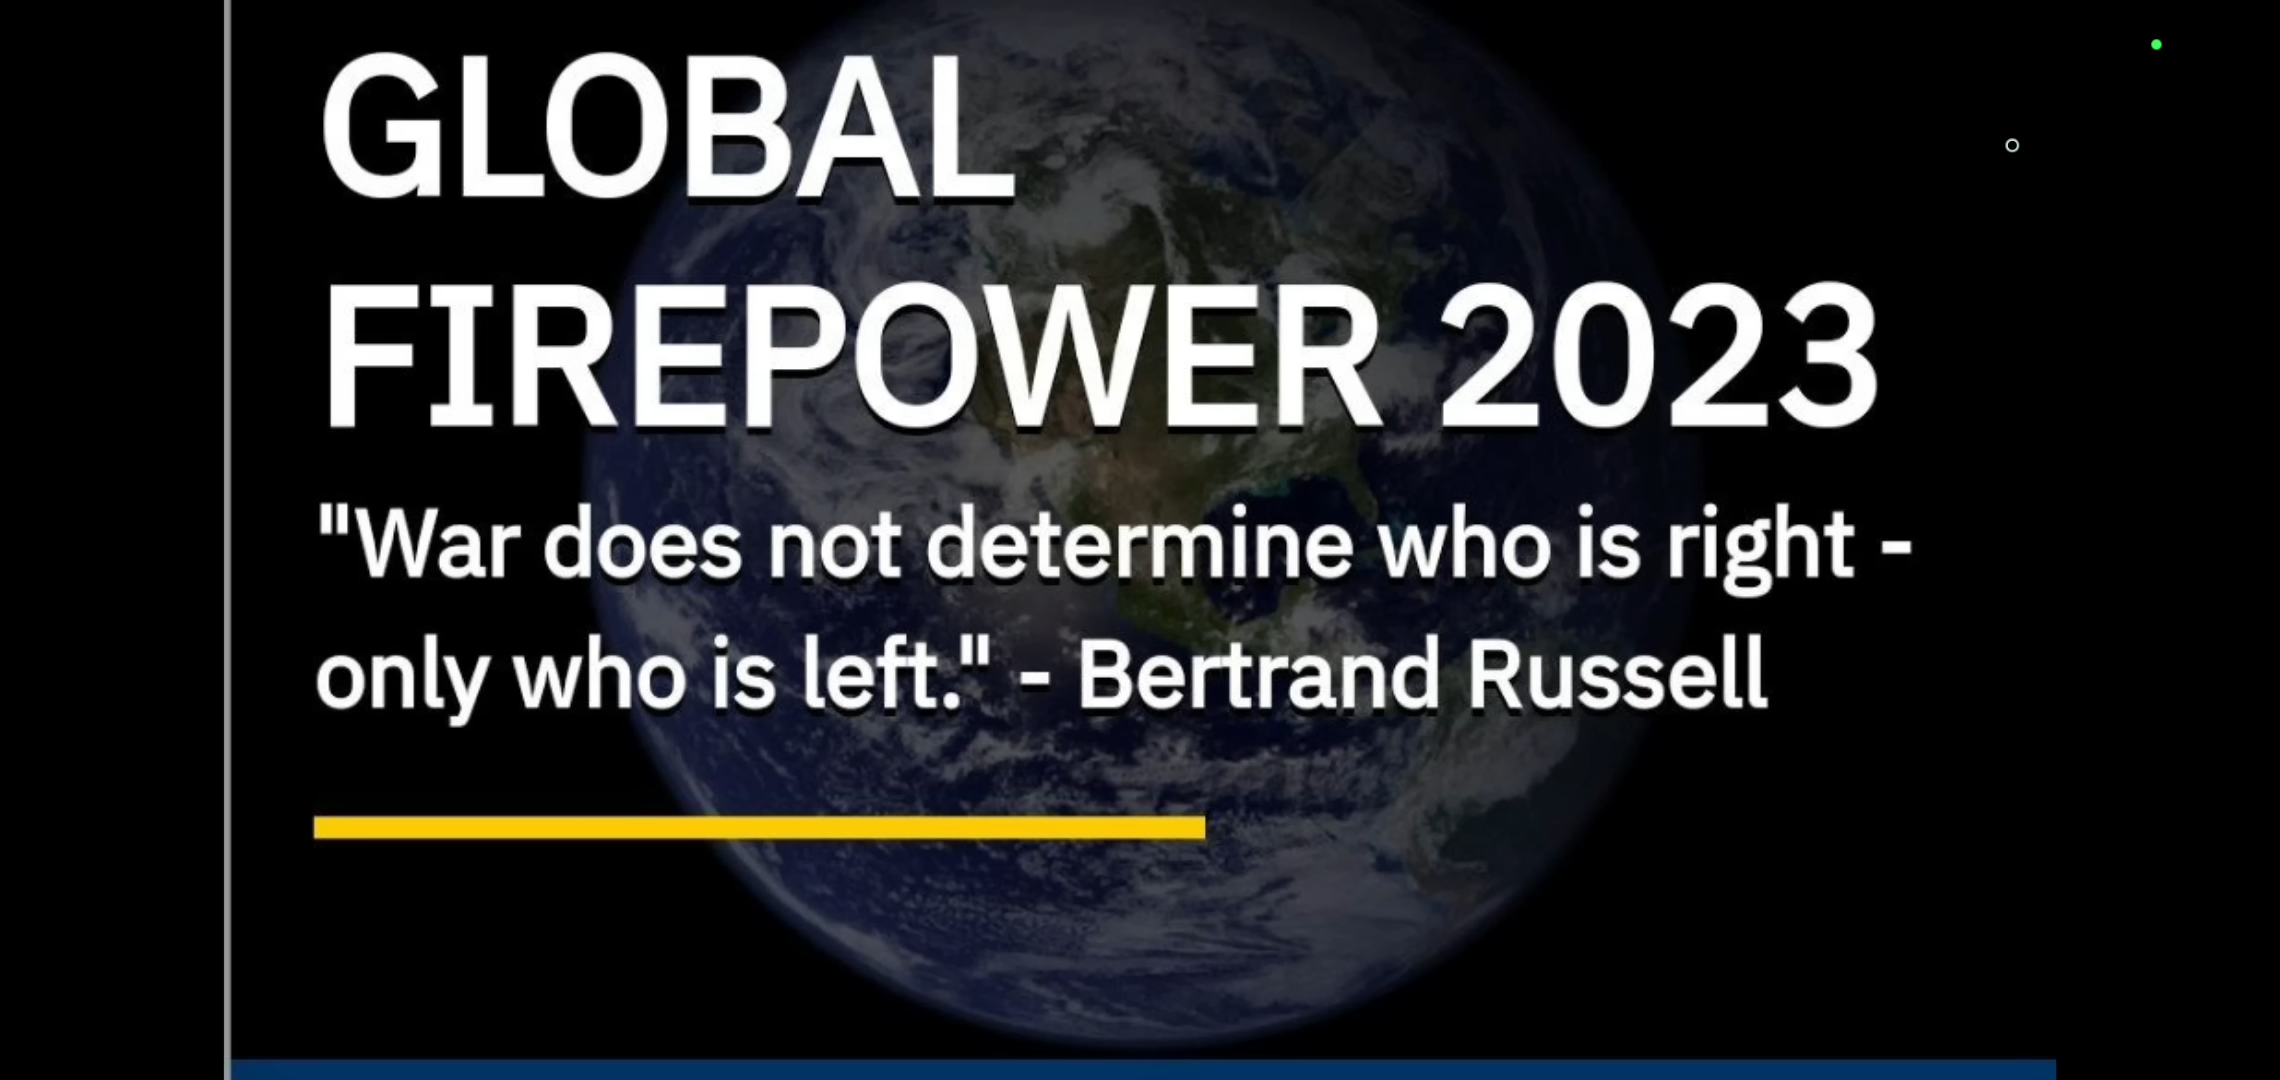 GLOBAL
FIREPOWER 2023
"War does not determine who is right -
only who is left." - Bertrand Russell